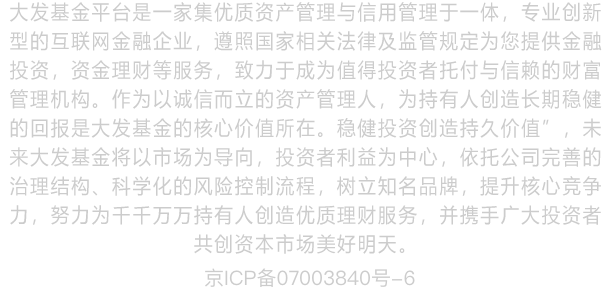 大发基金平台是一家集优质资产管理与信用管理于一体，专业创新
型的互联网金融企业，遵照国家相关法律及监管规定为您提供金融
投资，资金理财等服务，致力于成为值得投资者托付与信赖的财富
管理机构。作为以诚信而立的资产管理人，为持有人创造长期稳健
的回报是大发基金的核心价值所在。稳健投资创造持久价值”，未
来大发基金将以市场为导向，投资者利益为中心，依托公司完善的
治理结构、科学化的风险控制流程，树立知名品牌，提升核心竞争
力，努力为千千万万持有人创造优质理财服务，并携手广大投资者
共创资本市场美好明天。
京ICP备07003840号-6